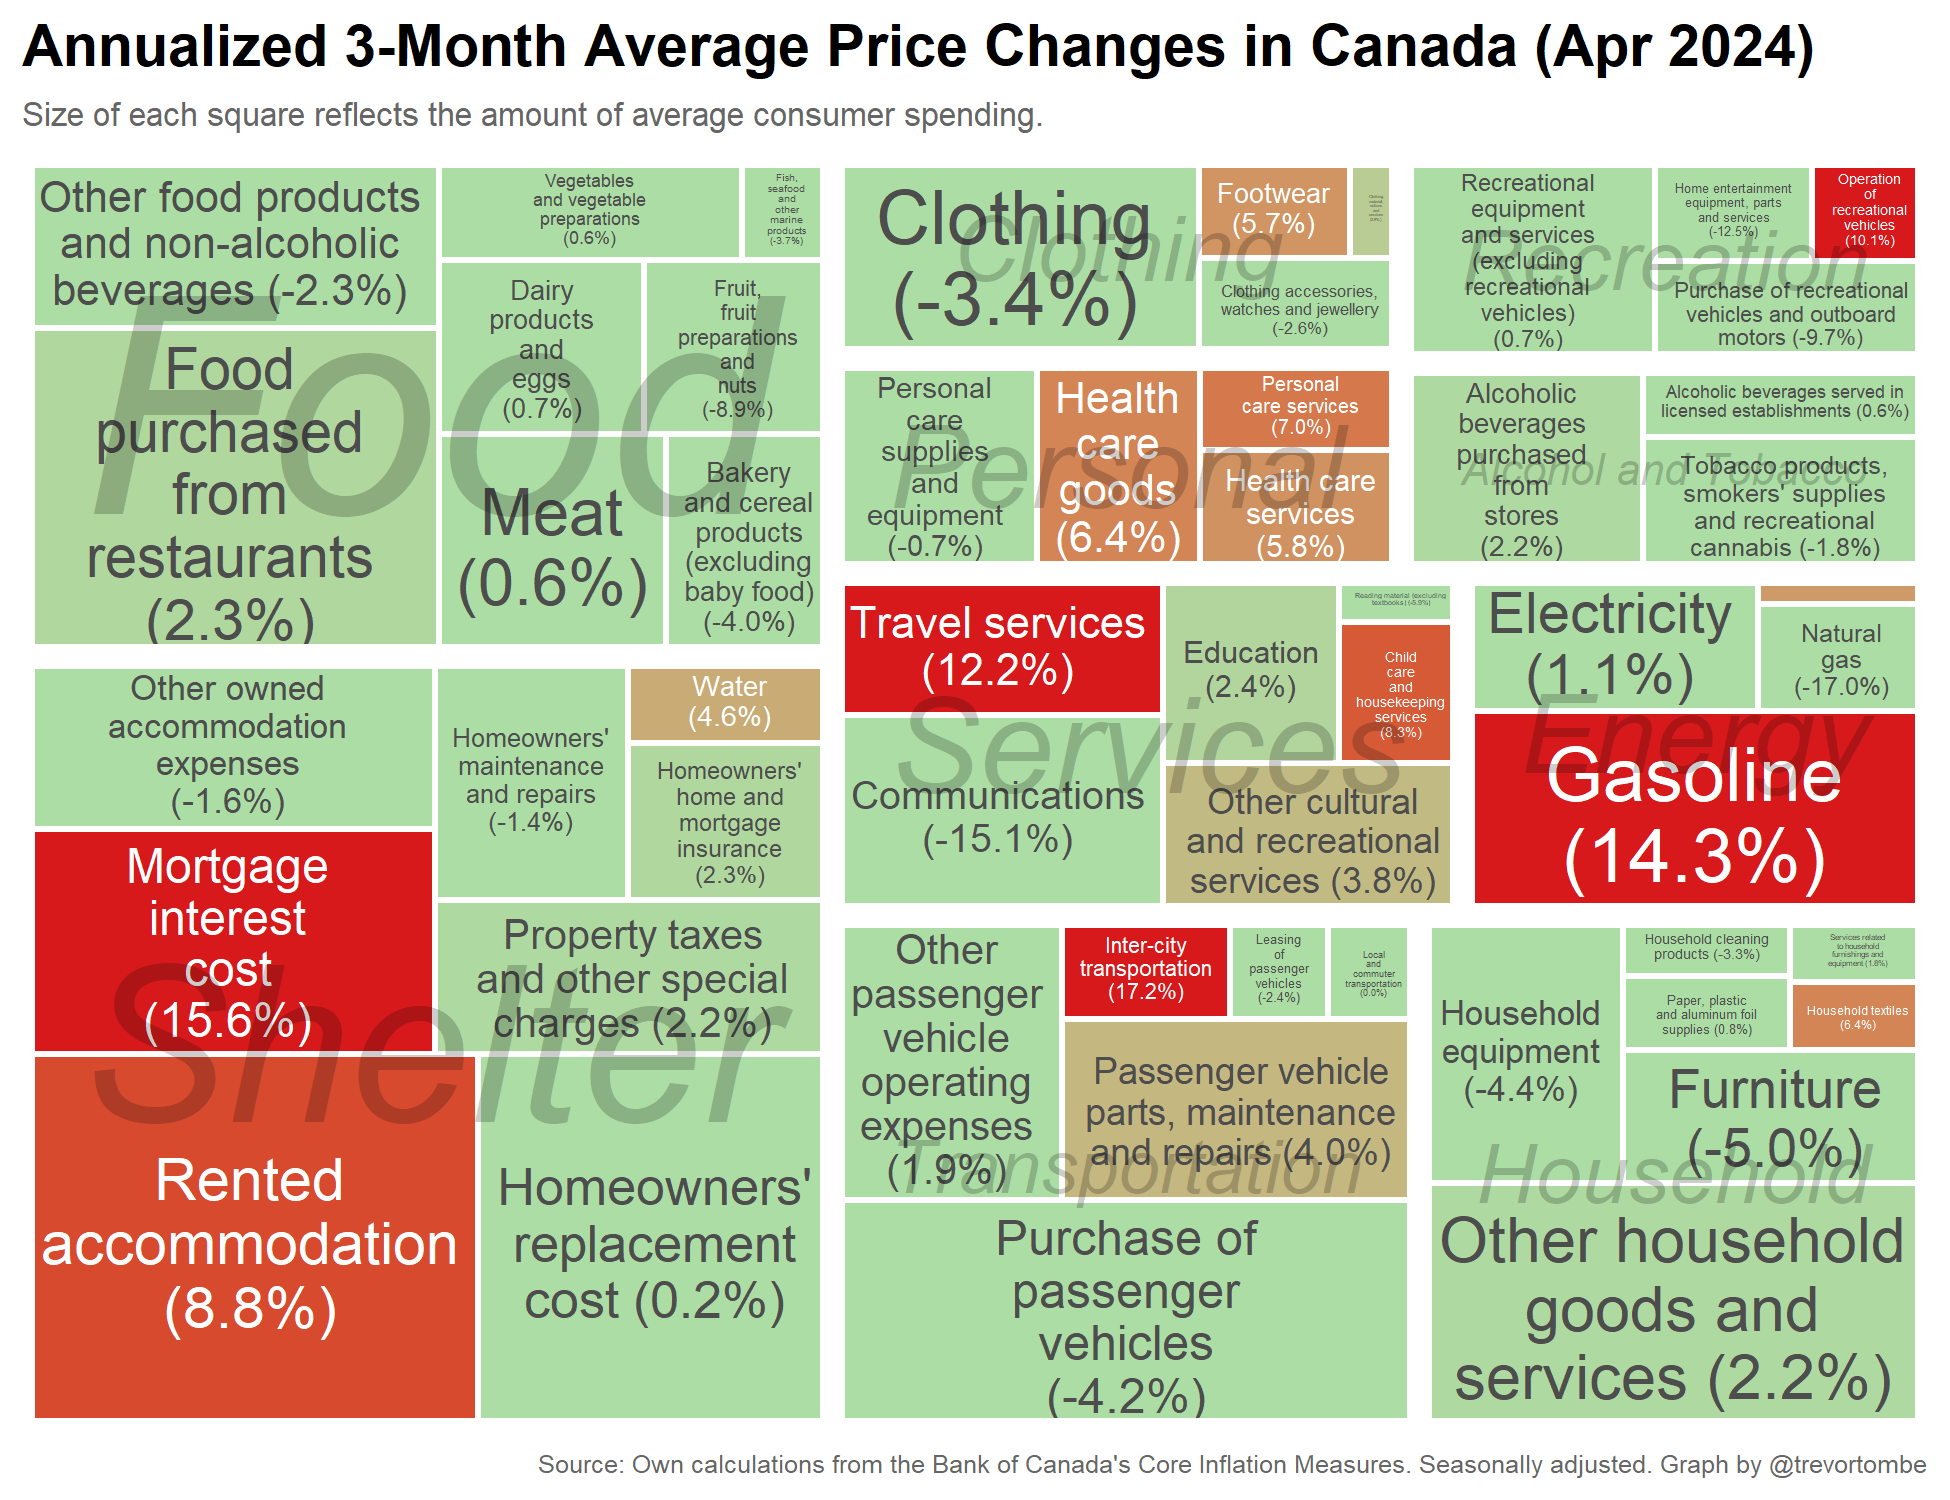 Annualized 3-Month Average Price Changes in Canada (Apr 2024)
Size of each square reflects the amount of average consumer spending.
Other food products
and non-alcoholic
beverages (-2.3%)
Vegetables
and vegetable
preparations
(0.6%)
Fish,
seafood
and
other
marine
products
(-3.7%)
Dairy
products
and
eggs
(0.7%)
Fruit,
fruit
preparations
and
nuts
(-8.9%)
Food
purchased
from
restaurants
(2.3%)
Meat
(0.6%)
Bakery
and cereal
products
(excluding
baby food)
(-4.0%)
Food
Clothing
(-3.4%)
Footwear
(5.7%)
Clothing accessories,
watches and jewellery
(-2.6%)
Clothing
Recreational
equipment
and services
(excluding
recreational
vehicles)
(0.7%)
Home entertainment
equipment, parts
and services
(-12.5%)
Operation
of
recreational
vehicles
(10.1%)
Purchase of recreational
vehicles and outboard
motors (-9.7%)
Recreation
Personal
care
supplies
and
equipment
(-0.7%)
Health
care
goods
(6.4%)
Personal
care services
(7.0%)
Health care
services
(5.8%)
Personal
Alcoholic
beverages
purchased
from
stores
(2.2%)
Alcoholic beverages served in
licensed establishments (0.6%)
Tobacco products,
smokers' supplies
and recreational
cannabis (-1.8%)
Alcohol and Tobacco
Travel services
(12.2%)
Education
(2.4%)
Reading material (excluding
textbooks) (-5.9%)
Child
care
and
housekeeping
services
(8.3%)
Communications
(-15.1%)
Other cultural
and recreational
services (3.8%)
Services
Electricity
(1.1%)
Natural
gas
(-17.0%)
Gasoline
(14.3%)
Energy
Other owned
accommodation
expenses
(-1.6%)
Homeowners'
maintenance
and repairs
(-1.4%)
Water
(4.6%)
Homeowners'
home and
mortgage
insurance
(2.3%)
Mortgage
interest
cost
(15.6%)
Property taxes
and other special
charges (2.2%)
Rented
accommodation
(8.8%)
Homeowners'
replacement
cost (0.2%)
Shelter
Other
passenger
vehicle
operating
expenses
(1.9%)
Inter-city
transportation
(17.2%)
Leasing
of
passenger
vehicles
(-2.4%)
Local
and
commuter
transportation
(0.0%)
Passenger vehicle
parts, maintenance
and repairs (4.0%)
Purchase of
passenger
vehicles
(-4.2%)
Transportation
Household
equipment
(-4.4%)
Household cleaning
products (-3.3%)
Services related
to household
furnishings and
equipment (1.8%)
Paper, plastic
and aluminum foil
supplies (0.8%)
Household textiles
(6.4%)
Furniture
(-5.0%)
Other household
goods and
services (2.2%)
Household
Source: Own calculations from the Bank of Canada's Core Inflation Measures. Seasonally adjusted. Graph by @trevortombe